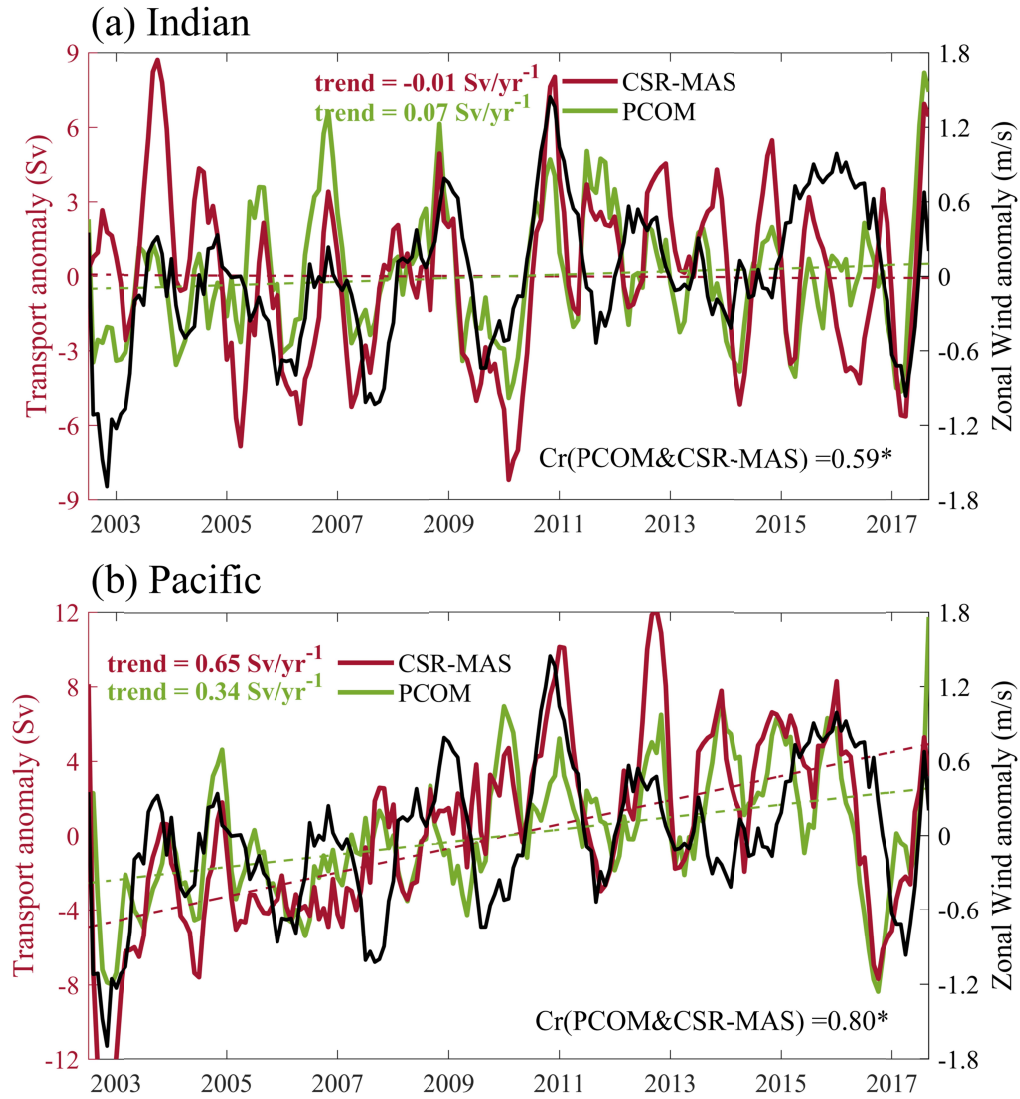 (a) Indian
9
6
3
0
-3
-6
-9
Transport anomaly (Sv)
trend = -0.01 Sv/yr⁻¹
trend = 0.07 Sv/yr⁻¹
CSR-MAS
PCOM
Cr(PCOM&CSR-MAS) =0.59*
1.8
1.2
0.6
0
-0.6
-1.2
-1.8
Zonal Wind anomaly (m/s)
2003 2005 2007 2009 2011 2013 2015 2017
(b) Pacific
12
8
4
0
-4
-8
-12
Transport anomaly (Sv)
trend = 0.65 Sv/yr⁻¹
trend = 0.34 Sv/yr⁻¹
CSR-MAS
PCOM
Cr(PCOM&CSR-MAS) =0.80*
1.8
1.2
0.6
0
-0.6
-1.2
-1.8
Zonal Wind anomaly (m/s)
2003 2005 2007 2009 2011 2013 2015 2017